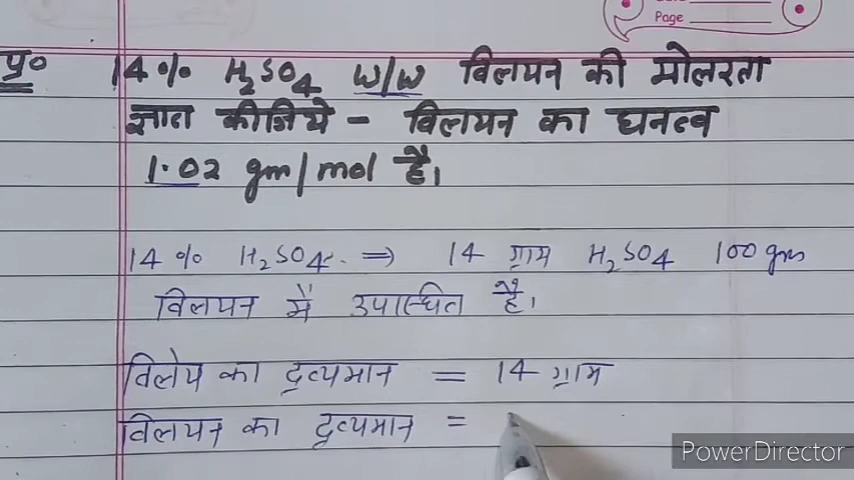 Page
प्र० 14% H₂SO₄ w/w विलयन की मोलरता
ज्ञात कीजिये - विलयन का घनत्व
1.02 gm/mol है।
14% H₂SO₄ ⇒ 14 ग्राम H₂SO₄ 100 gm
विलयन में उपास्थित है।
विलेय का द्रव्यमान = 14 ग्राम
विलयन का द्रव्यमान =
PowerDirector